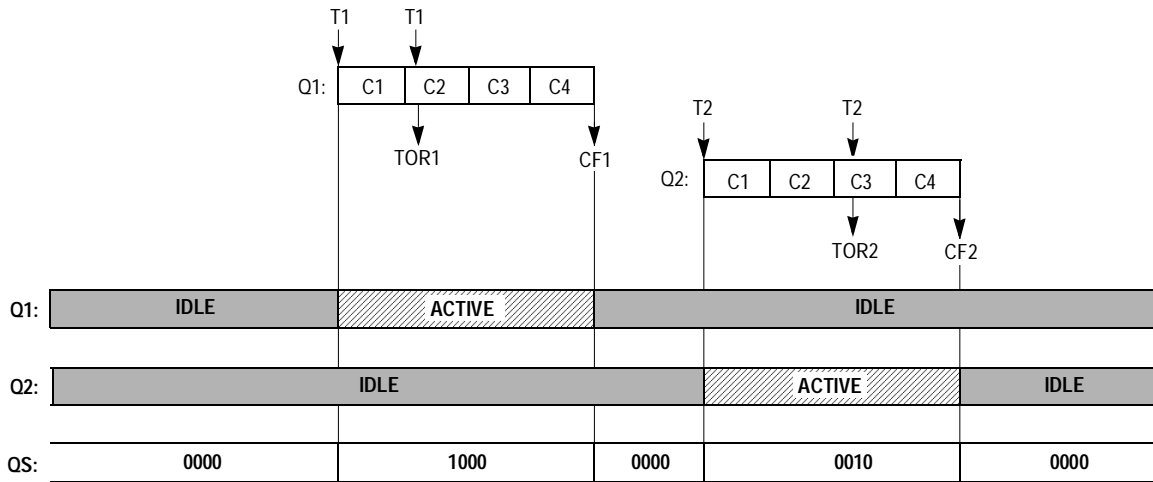 T1 T1
Q1: C1 C2 C3 C4
TOR1 CF1
T2 T2
Q2: C1 C2 C3 C4
TOR2 CF2
Q1: IDLE ACTIVE IDLE
Q2: IDLE ACTIVE IDLE
QS: 0000 1000 0000 0010 0000